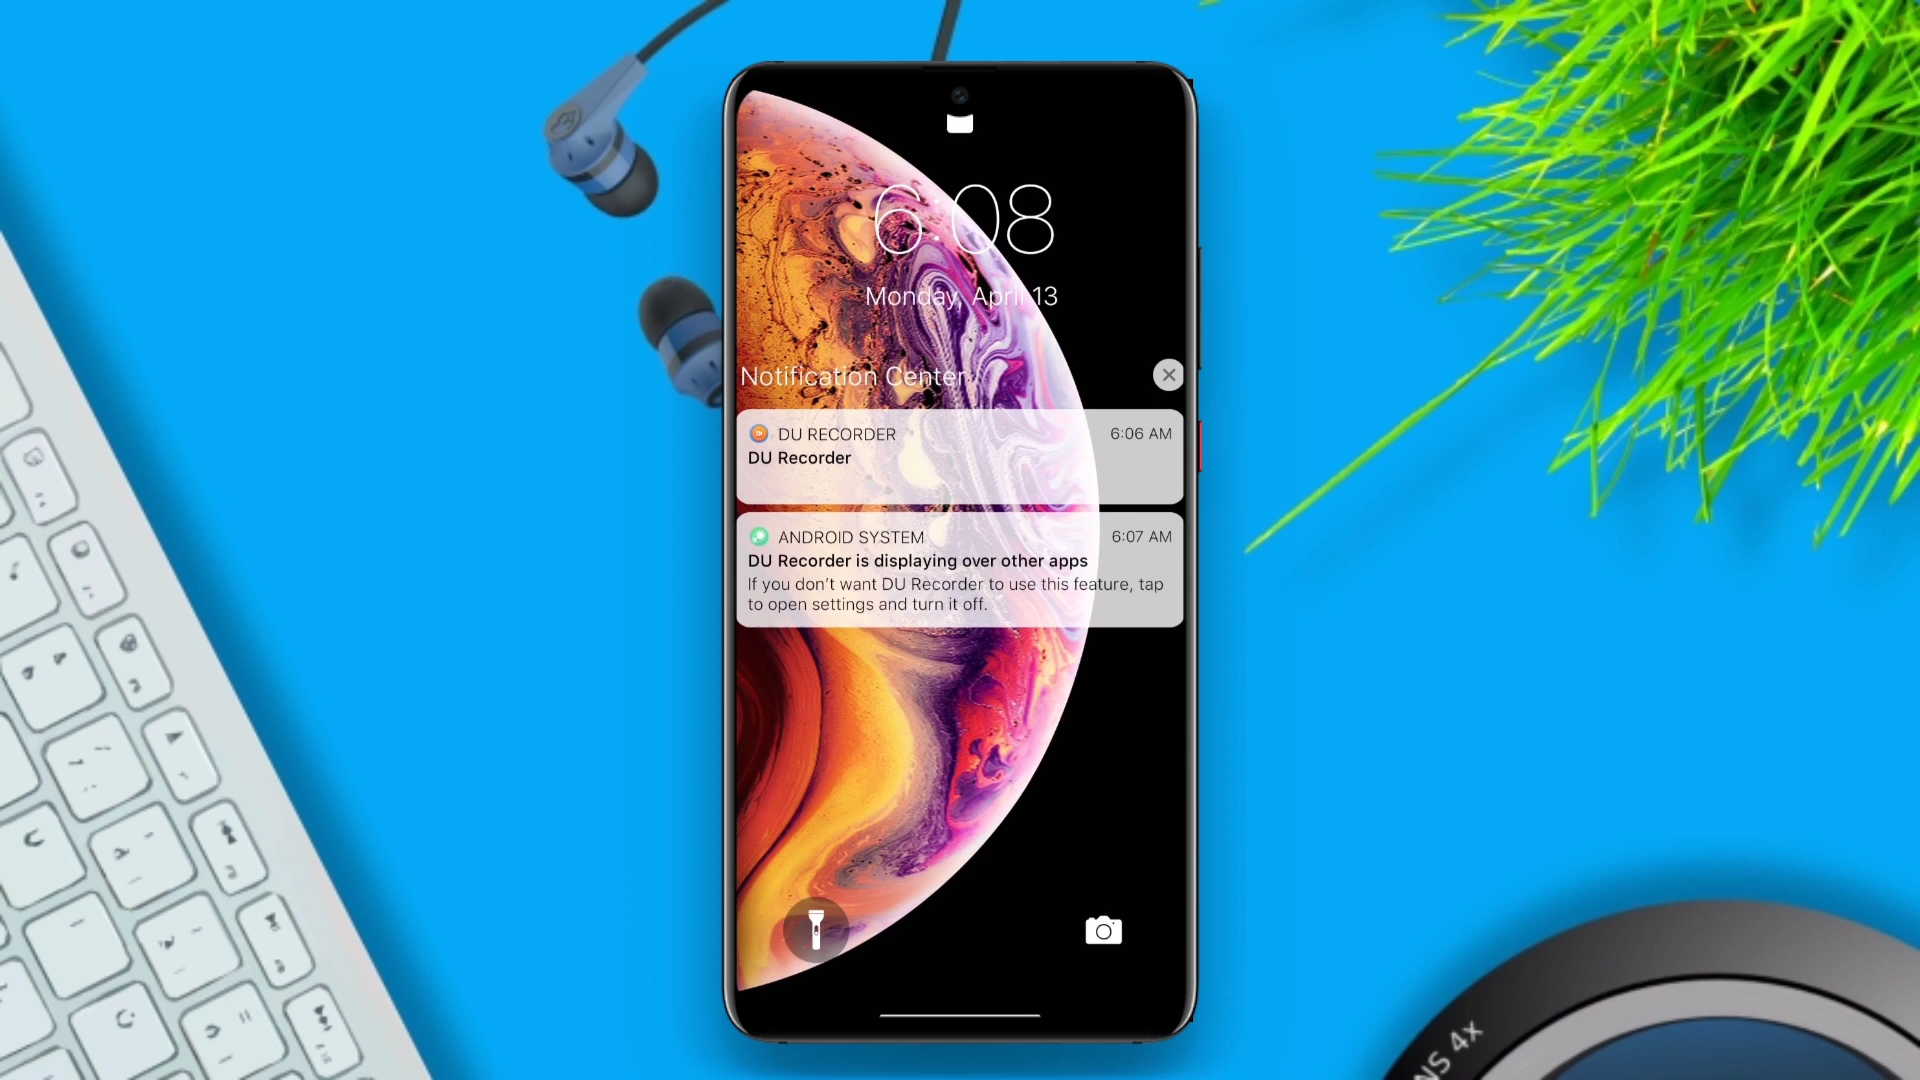 6:08
Monday, April 13
Notification Center
DU RECORDER 6:06 AM
DU Recorder
ANDROID SYSTEM 6:07 AM
DU Recorder is displaying over other apps
If you don't want DU Recorder to use this feature, tap
to open settings and turn it off.
4x